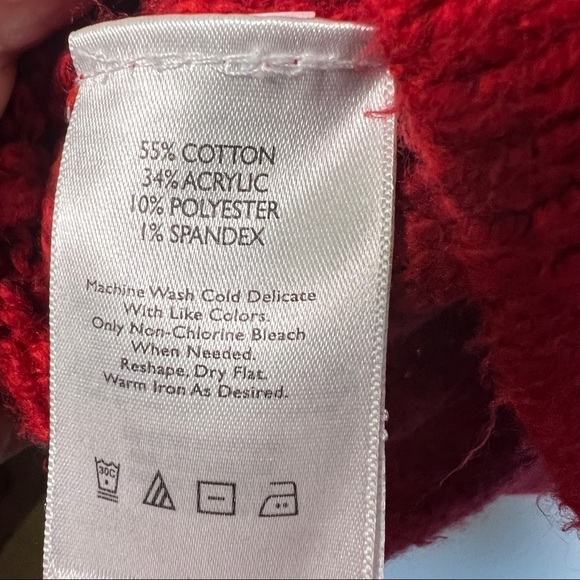 55% COTTON
34% ACRYLIC
10% POLYESTER
1% SPANDEX
Machine Wash Cold Delicate
With Like Colors.
Only Non-Chlorine Bleach
When Needed.
Reshape, Dry Flat.
Warm Iron As Desired.
30C